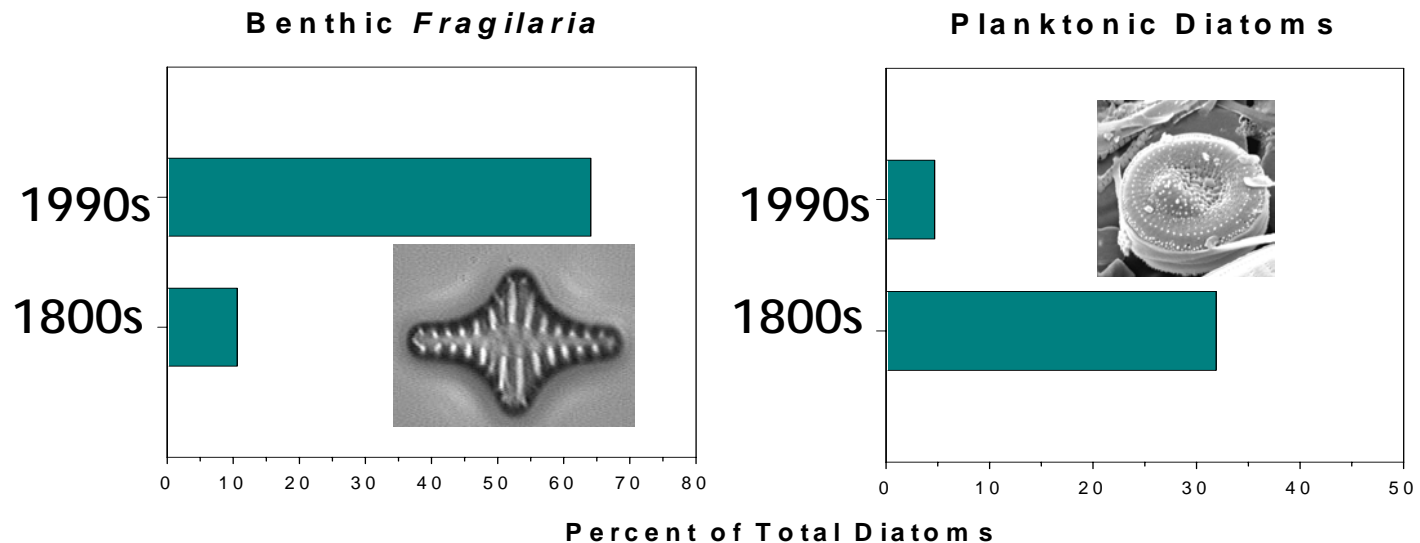 Benthic Fragilaria
1990s
1800s
0 10 20 30 40 50 60 70 80
Planktonic Diatoms
1990s
1800s
0 10 20 30 40 50
Percent of Total Diatoms